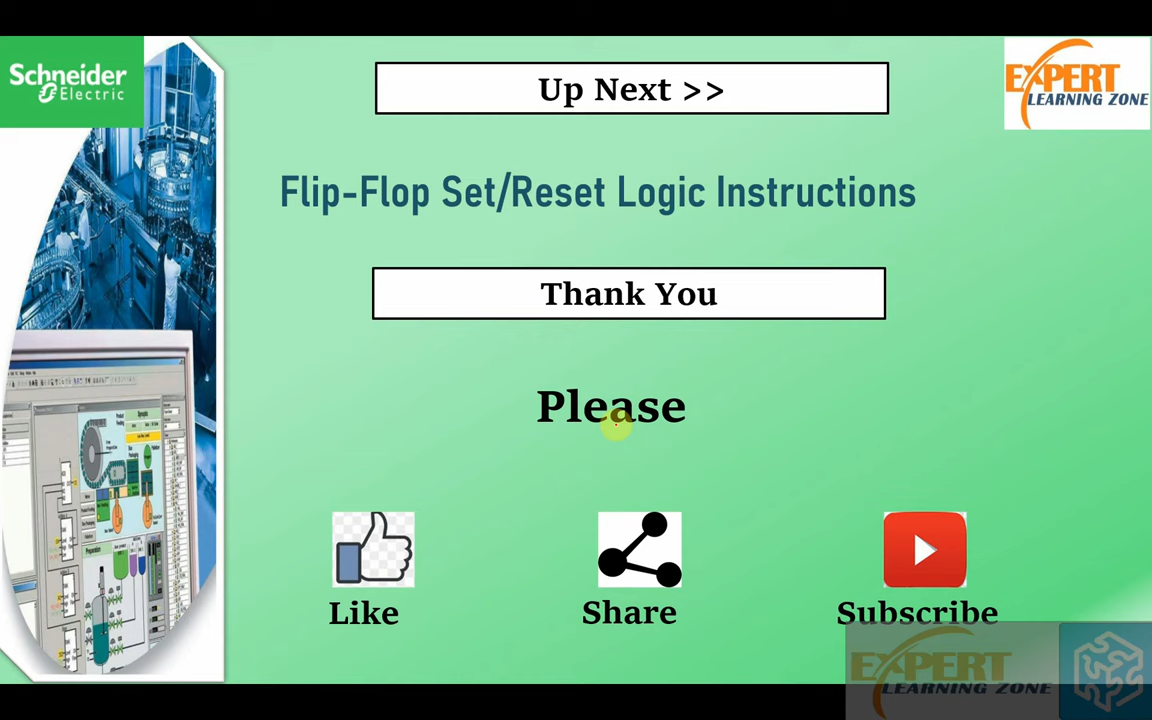 Schneider
Electric
Up Next >>
EXPERT
LEARNING ZONE
Flip-Flop Set/Reset Logic Instructions
Thank You
Please
Like
Share
Subscribe
EXPERT
LEARNING ZONE